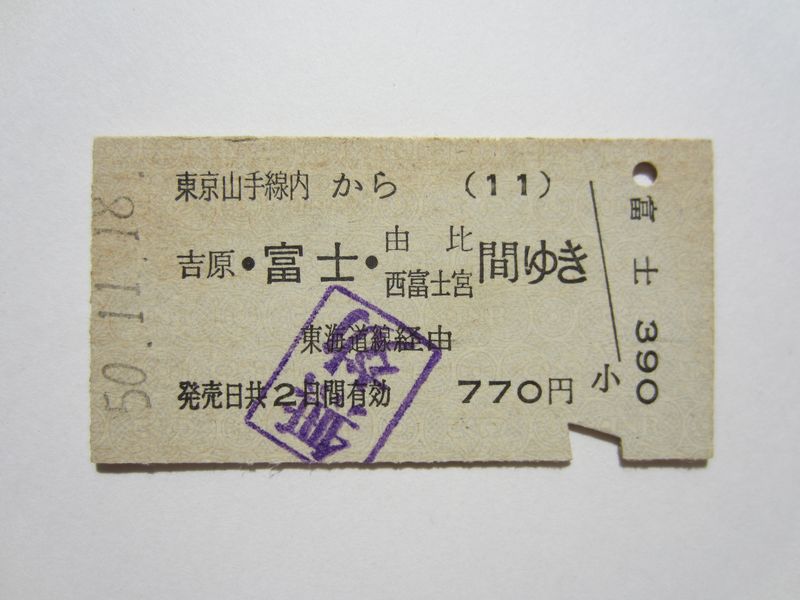 東京山手線内 から (11)
吉原・富士・由比
西富士宮 間ゆき
東海道線経由
発売日共2日間有効 770円
小
富士 390
50.11.18.
無効